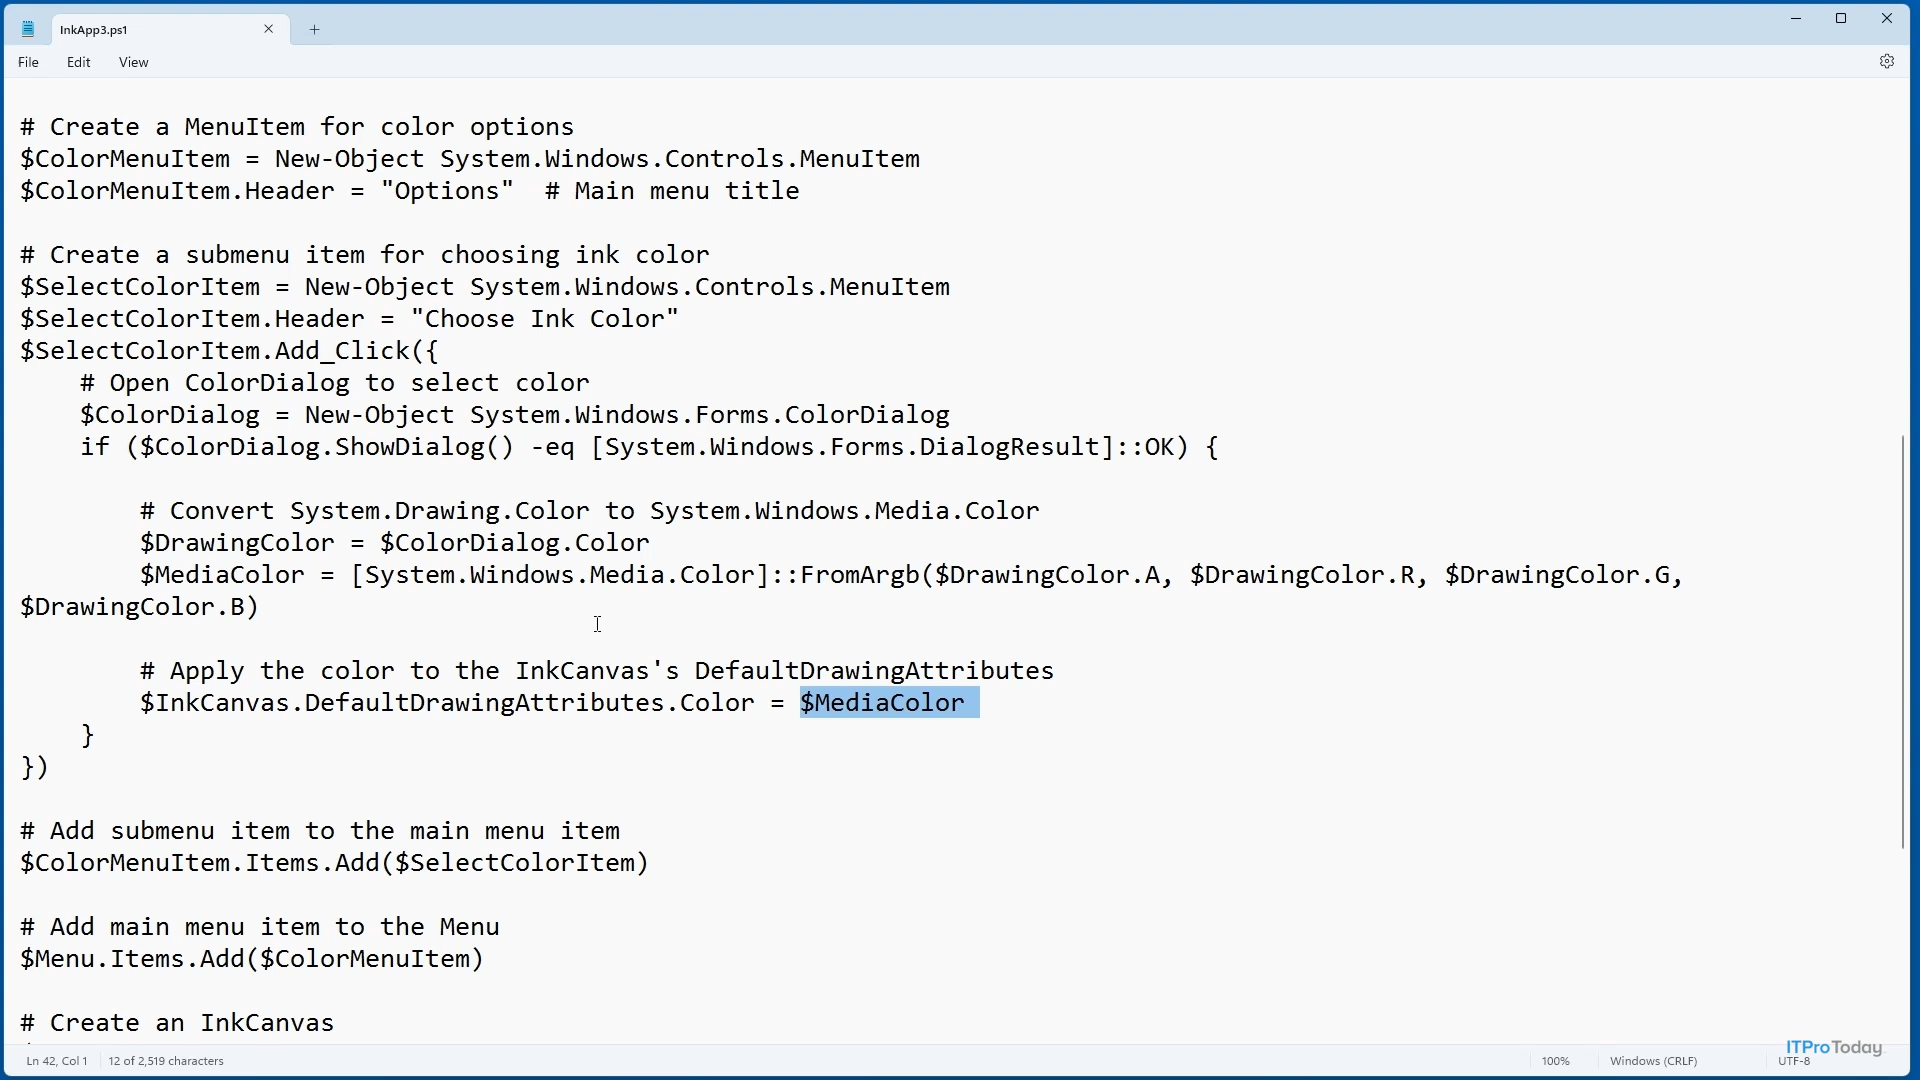 InkApp3.ps1
File Edit View
# Create a MenuItem for color options
$ColorMenuItem = New-Object System.Windows.Controls.MenuItem
$ColorMenuItem.Header = "Options"  # Main menu title
# Create a submenu item for choosing ink color
$SelectColorItem = New-Object System.Windows.Controls.MenuItem
$SelectColorItem.Header = "Choose Ink Color"
$SelectColorItem.Add_Click({
    # Open ColorDialog to select color
    $ColorDialog = New-Object System.Windows.Forms.ColorDialog
    if ($ColorDialog.ShowDialog() -eq [System.Windows.Forms.DialogResult]::OK) {
        # Convert System.Drawing.Color to System.Windows.Media.Color
        $DrawingColor = $ColorDialog.Color
        $MediaColor = [System.Windows.Media.Color]::FromArgb($DrawingColor.A, $DrawingColor.R, $DrawingColor.G,
$DrawingColor.B)
        # Apply the color to the InkCanvas's DefaultDrawingAttributes
        $InkCanvas.DefaultDrawingAttributes.Color = $MediaColor
    }
})
# Add submenu item to the main menu item
$ColorMenuItem.Items.Add($SelectColorItem)
# Add main menu item to the Menu
$Menu.Items.Add($ColorMenuItem)
# Create an InkCanvas
Ln 42, Col 1 12 of 2,519 characters 100% Windows (CRLF) UTF-8
ITProToday